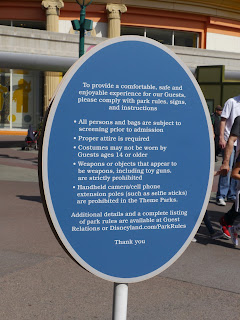 To provide a comfortable, safe and
enjoyable experience for our Guests,
please comply with park rules, signs,
and instructions
• All persons and bags are subject to
screening prior to admission
• Proper attire is required
• Costumes may not be worn by
Guests ages 14 or older
• Weapons or objects that appear to
be weapons, including toy guns,
are strictly prohibited
• Handheld camera/cell phone
extension poles (such as selfie sticks)
are prohibited in the Theme Parks.
Additional details and a complete listing
of park rules are available at Guest
Relations or Disneyland.com/ParkRules
Thank you